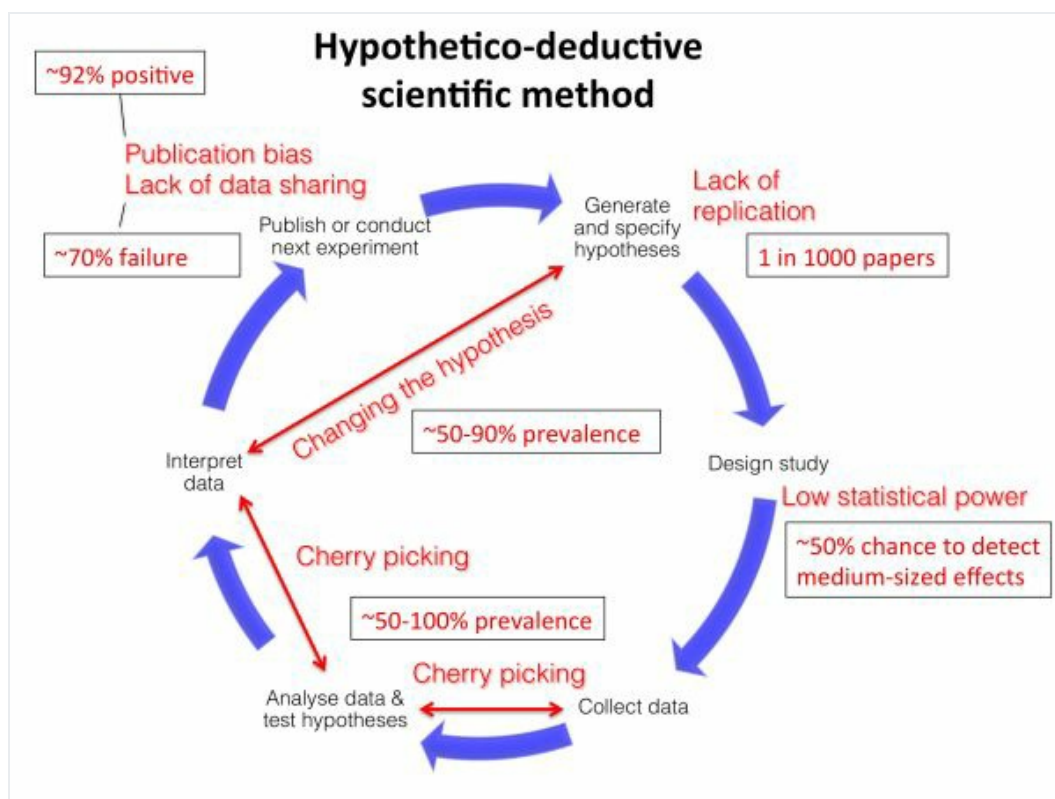 Hypothetico-deductive
scientific method
~92% positive
Publication bias
Lack of data sharing
~70% failure
Publish or conduct
next experiment
Generate
and specify
hypotheses
Lack of
replication
1 in 1000 papers
Changing the hypothesis
~50-90% prevalence
Interpret
data
Design study
Low statistical power
~50% chance to detect
medium-sized effects
Cherry picking
~50-100% prevalence
Cherry picking
Analyse data &
test hypotheses
Collect data